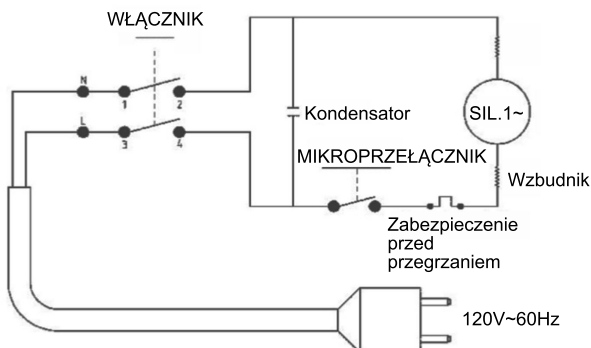 WŁĄCZNIK
N
1
2
L
3
4
Kondensator
SIL.1~
MIKROPRZEŁĄCZNIK
Wzbudnik
Zabezpieczenie
przed
przegrzaniem
120V~60Hz